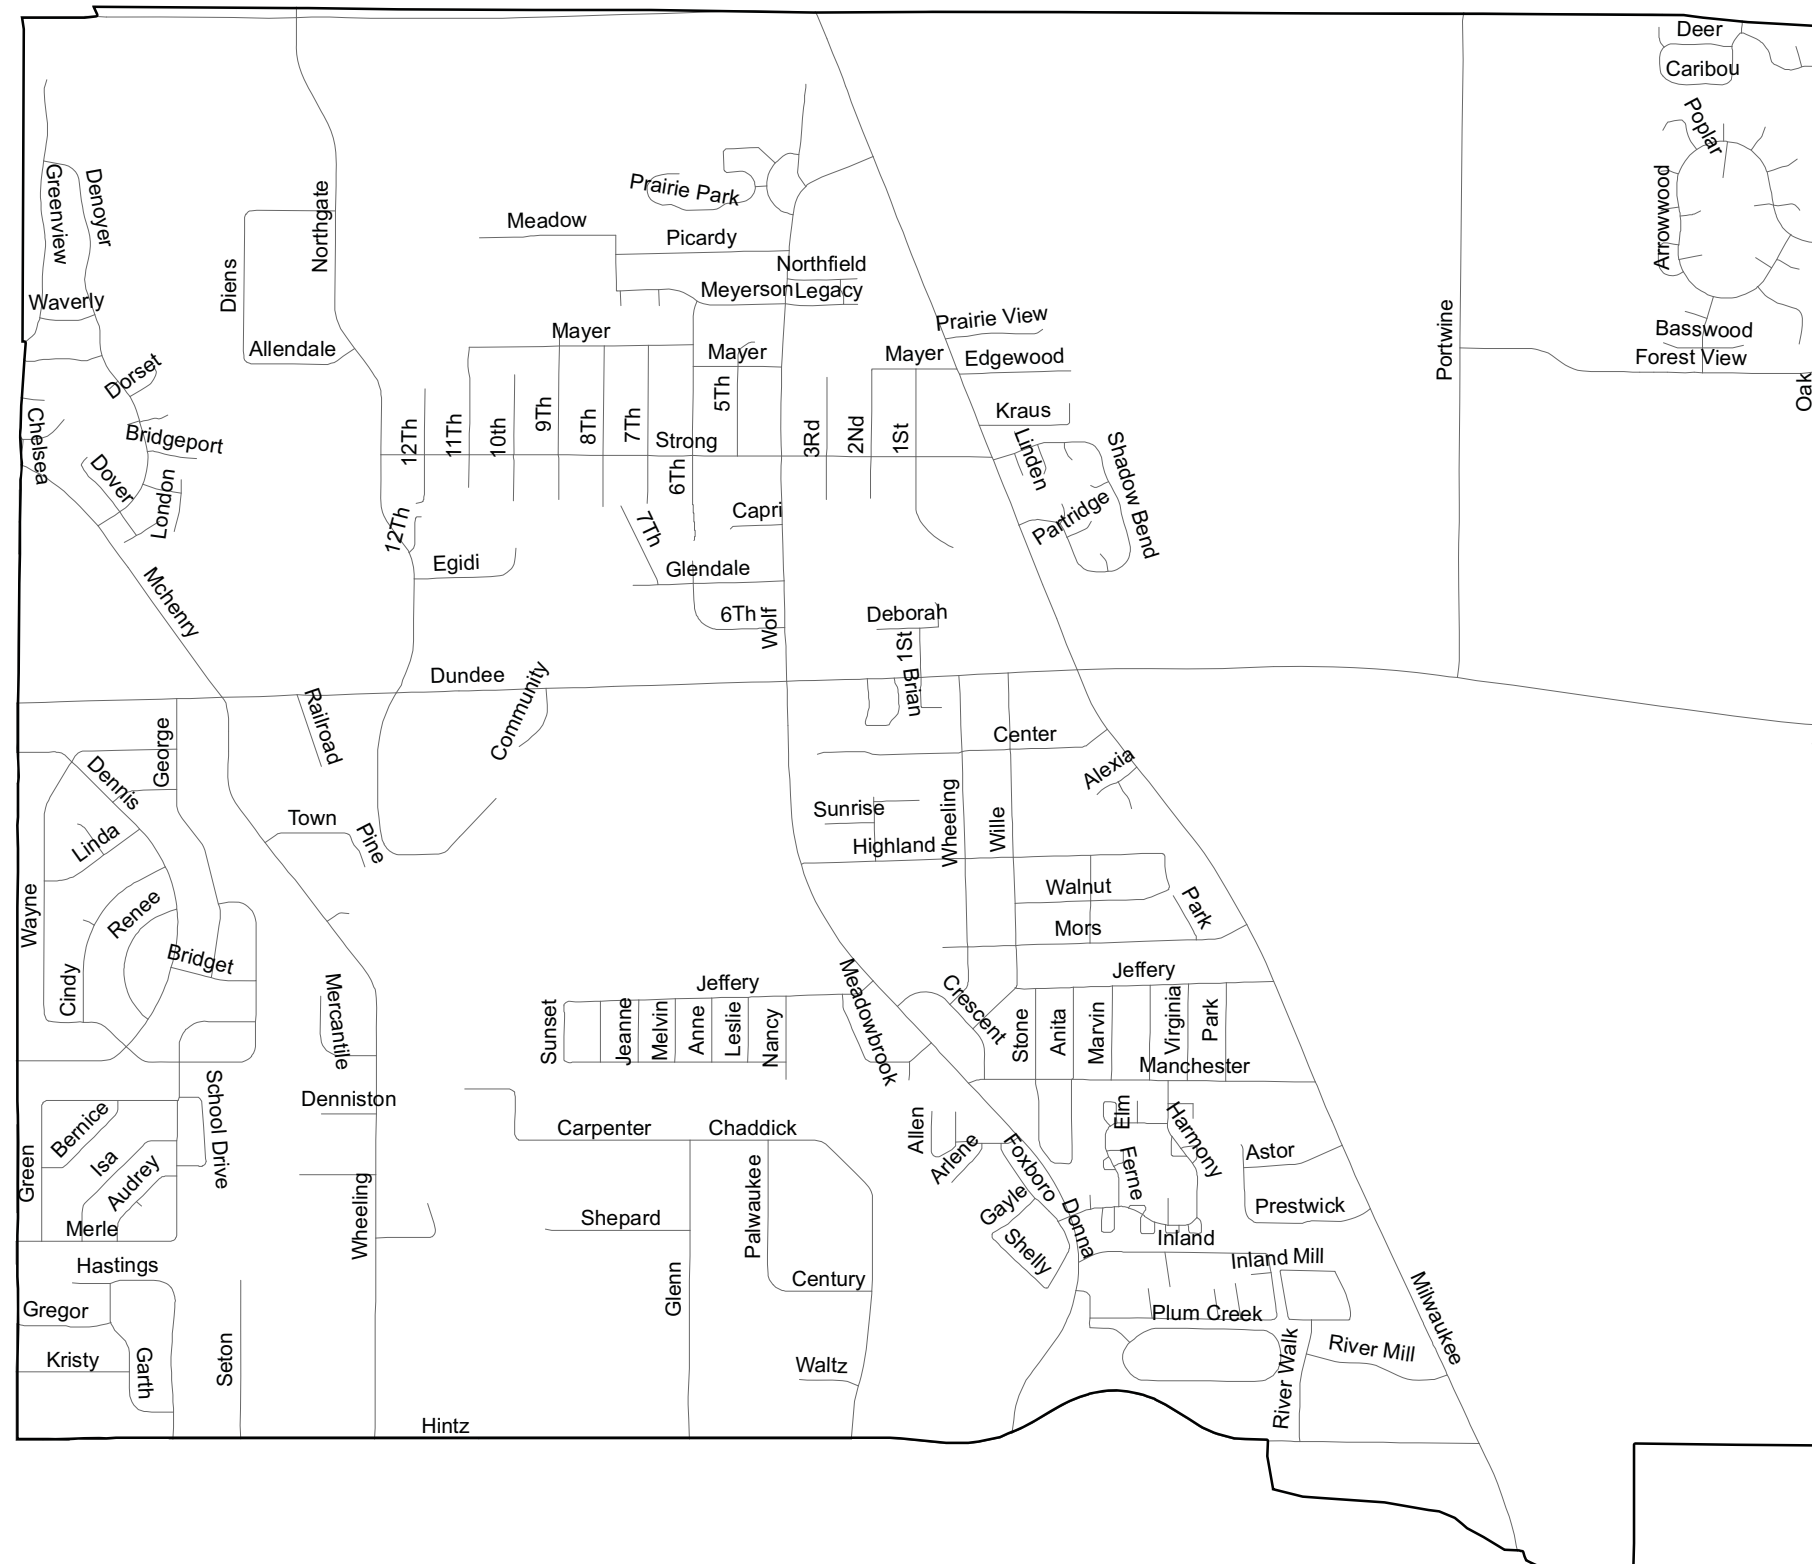 Deer
Caribou
Poplar
Greenview
Denoyer
Northgate
Prairie Park
Arrowwood
Meadow
Picardy
Northfield
Diens
Waverly
Meyerson
Legacy
Prairie View
Portwine
Basswood
Mayer
Allendale
Mayer
Mayer
Edgewood
Forest View
Dorset
Oak
5Th
Kraus
Chelsea
Bridgeport
12Th
11Th
10th
9Th
8Th
7Th
Strong
3Rd
2Nd
1St
Linden
Shadow Bend
Dover
London
6Th
Capri
Partridge
12Th
7Th
Egidi
Glendale
Mchenry
6Th
Wolf
Deborah
1St
Dundee
Community
Brian
Railroad
George
Center
Dennis
Alexia
Town
Pine
Sunrise
Wheeling
Wille
Linda
Highland
Wayne
Renee
Walnut
Park
Mors
Bridget
Cindy
Mercantile
Jeffery
Meadowbrook
Crescent
Jeffery
Sunset
Jeanne
Melvin
Anne
Leslie
Nancy
Stone
Anita
Marvin
Virginia
Park
Manchester
School Drive
Denniston
Bernice
Carpenter
Chaddick
Allen
Arlene
Foxboro
Elm
Harmony
Ferne
Astor
Green
Isa
Audrey
Wheeling
Palwaukee
Gayle
Prestwick
Merle
Shepard
Donna
Shelly
Inland
Hastings
Inland Mill
Glenn
Century
Gregor
Plum Creek
Milwaukee
Kristy
Garth
Seton
Waltz
River Walk
River Mill
Hintz